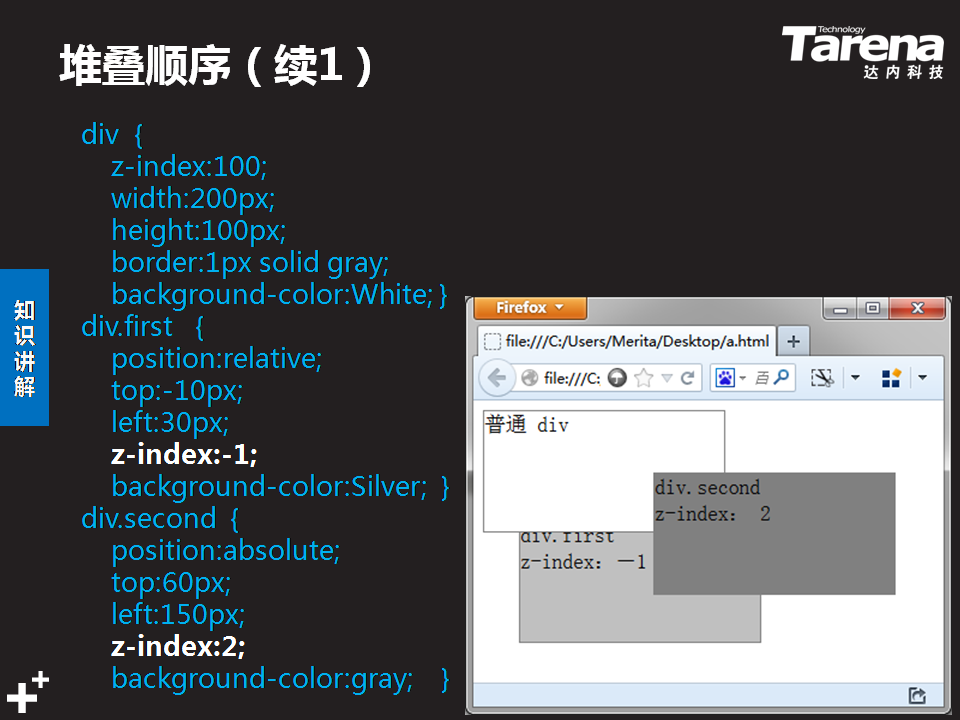 堆叠顺序（续1）
Technology
Tarena
达内科技
div {
z-index:100;
width:200px;
height:100px;
border:1px solid gray;
background-color:White; }
div.first {
position:relative;
top:-10px;
left:30px;
z-index:-1;
background-color:Silver; }
div.second {
position:absolute;
top:60px;
left:150px;
z-index:2;
background-color:gray; }
知识讲解
Firefox
file:///C:/Users/Merita/Desktop/a.html
file:///C:
百
普通 div
div.second
z-index: 2
div.first
z-index: －1